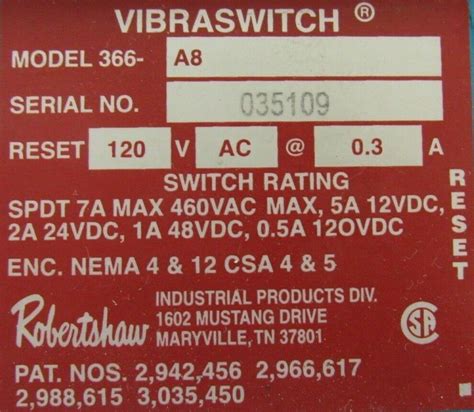 VIBRASWITCH ®
MODEL 366- A8
SERIAL NO. 035109
RESET 120 V AC @ 0.3 A
SWITCH RATING
SPDT 7A MAX 460VAC MAX, 5A 12VDC,
2A 24VDC, 1A 48VDC, 0.5A 12OVDC
ENC. NEMA 4 & 12 CSA 4 & 5
RESET
Robertshaw
INDUSTRIAL PRODUCTS DIV.
1602 MUSTANG DRIVE
MARYVILLE, TN 37801
SA
PAT. NOS. 2,942,456 2,966,617
2,988,615 3,035,450